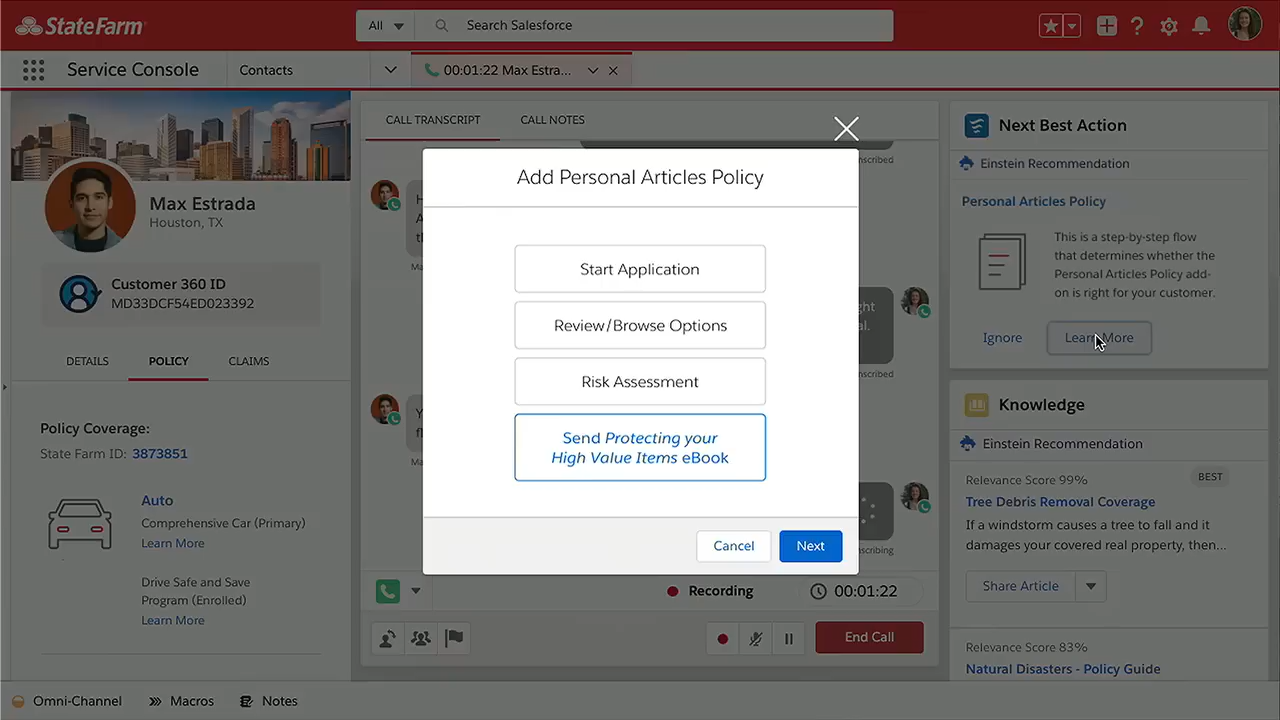 StateFarm
All
Search Salesforce
Service Console
Contacts
00:01:22 Max Estra...
Max Estrada
Houston, TX
Customer 360 ID
MD33DCF54ED023392
DETAILS
POLICY
CLAIMS
Policy Coverage:
State Farm ID: 3873851
Auto
Comprehensive Car (Primary)
Learn More
Drive Safe and Save
Program (Enrolled)
Learn More
CALL TRANSCRIPT
CALL NOTES
Add Personal Articles Policy
Start Application
Review/Browse Options
Risk Assessment
Send Protecting your
High Value Items eBook
Cancel
Next
Recording
00:01:22
End Call
Next Best Action
Einstein Recommendation
Personal Articles Policy
This is a step-by-step flow
that determines whether the
Personal Articles Policy add-
on is right for your customer.
Ignore
Learn More
Knowledge
Einstein Recommendation
Relevance Score 99%
BEST
Tree Debris Removal Coverage
If a windstorm causes a tree to fall and it
damages your covered real property, then...
Share Article
Relevance Score 83%
Natural Disasters - Policy Guide
Omni-Channel
Macros
Notes